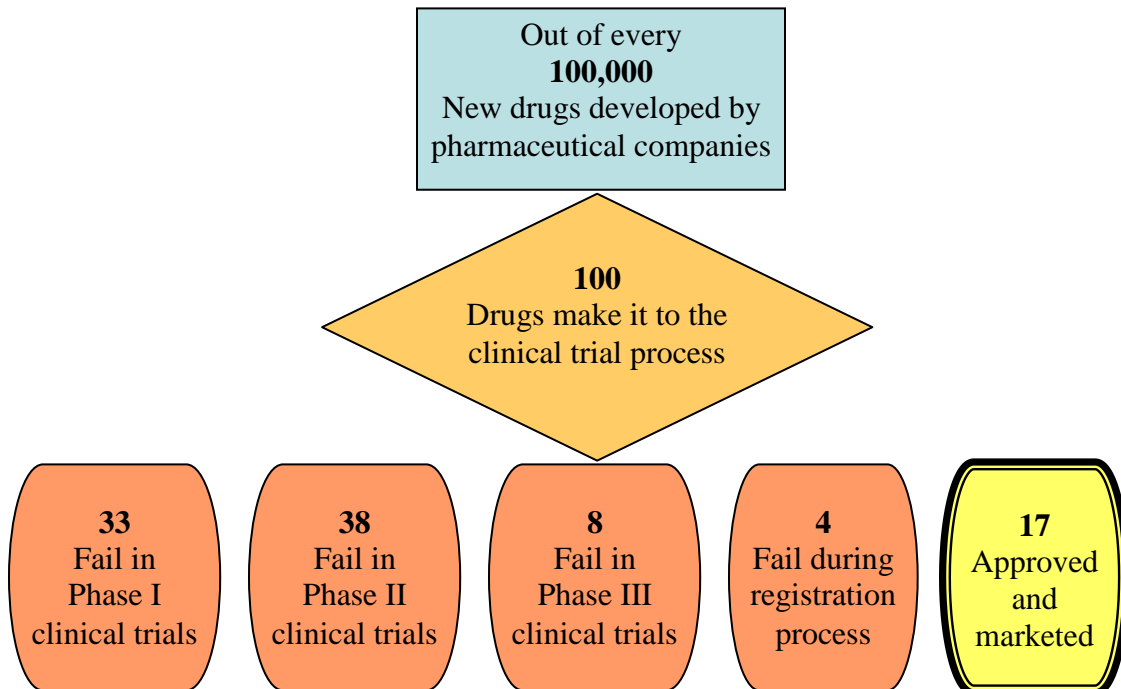 Out of every
100,000
New drugs developed by
pharmaceutical companies
100
Drugs make it to the
clinical trial process
33
Fail in
Phase I
clinical trials
38
Fail in
Phase II
clinical trials
8
Fail in
Phase III
clinical trials
4
Fail during
registration
process
17
Approved
and
marketed